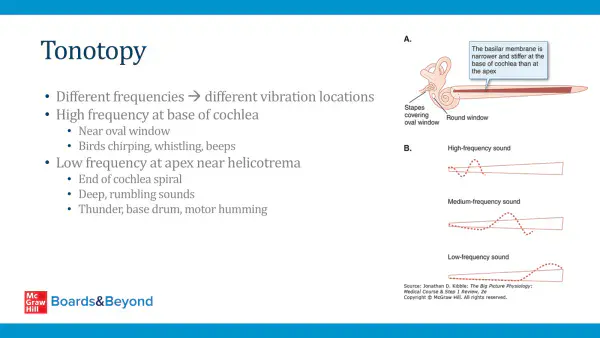 Tonotopy
• Different frequencies → different vibration locations
• High frequency at base of cochlea
• Near oval window
• Birds chirping, whistling, beeps
• Low frequency at apex near helicotrema
• End of cochlea spiral
• Deep, rumbling sounds
• Thunder, base drum, motor humming
Mc
Graw
Hill
Boards&Beyond
A.
The basilar membrane is
narrower and stiffer at the
base of cochlea than at
the apex
Stapes
covering
oval window
Round window
B.
High-frequency sound
Medium-frequency sound
Low-frequency sound
Source: Jonathan D. Kibble: The Big Picture Physiology:
Medical Course & Step 1 Review, 2e
Copyright © McGraw Hill. All rights reserved.